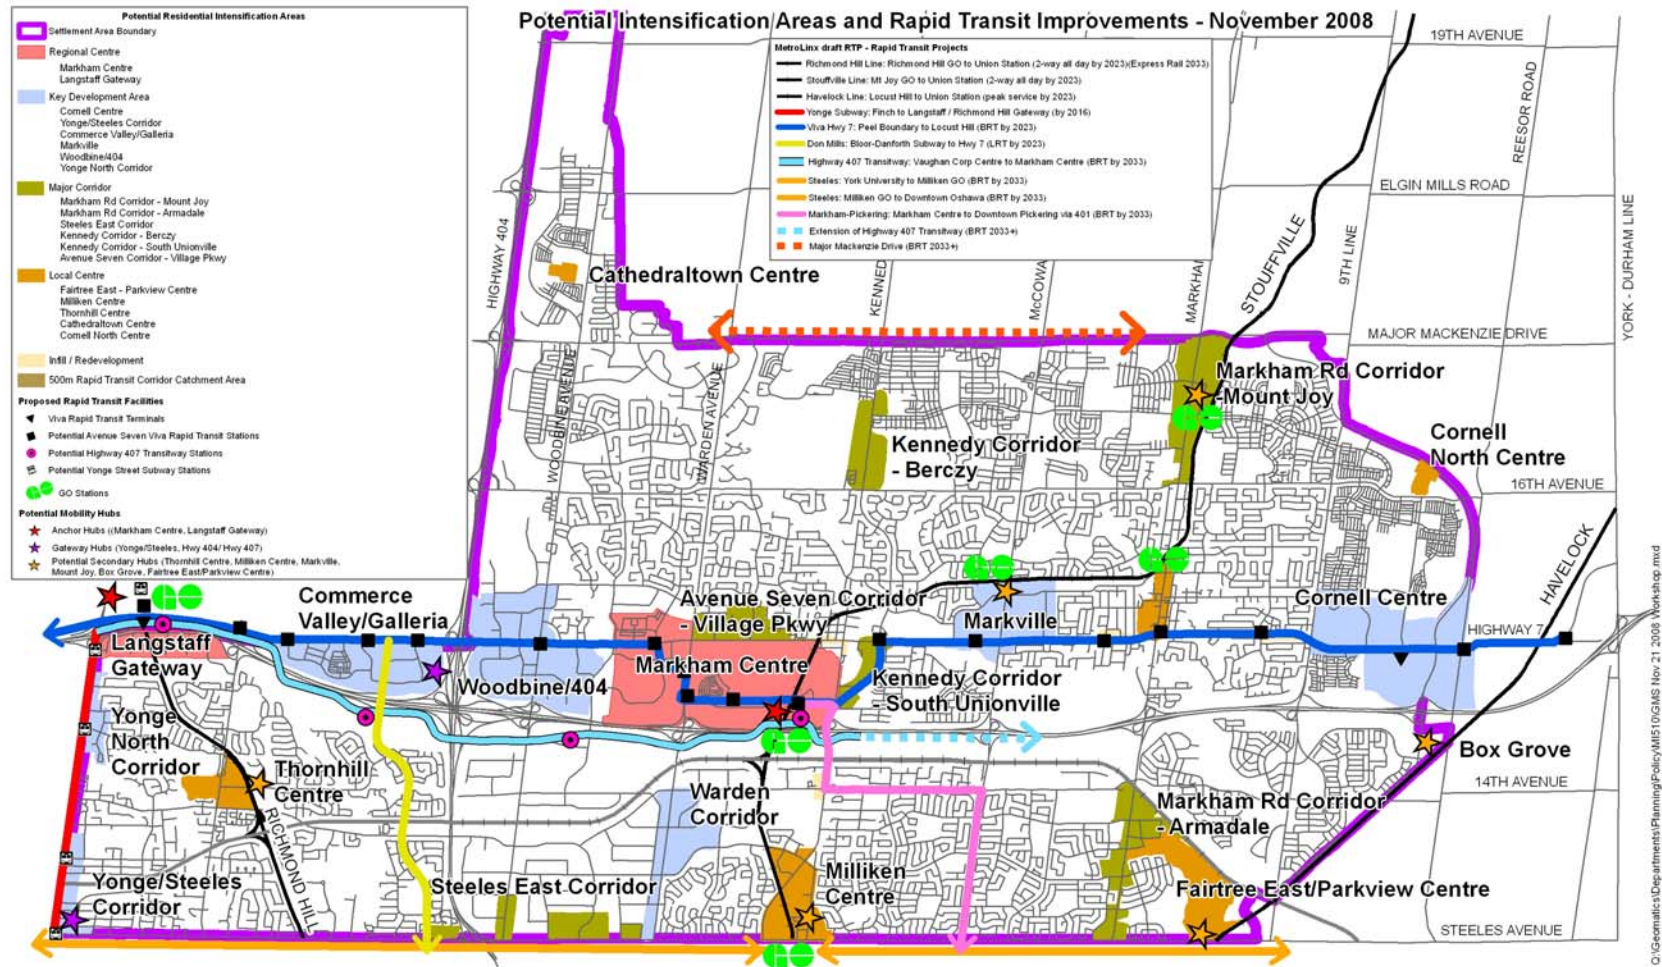 Potential Intensification Areas and Rapid Transit Improvements - November 2008
Potential Residential Intensification Areas
Settlement Area Boundary
Regional Centre
Markham Centre
Langstaff Gateway
Key Development Area
Cornell Centre
Yonge/Steeles Corridor
Commerce Valley/Galleria
Markville
Woodbine/404
Yonge North Corridor
Major Corridor
Markham Rd Corridor - Mount Joy
Markham Rd Corridor - Armadale
Steeles East Corridor
Kennedy Corridor - Berczy
Kennedy Corridor - South Unionville
Avenue Seven Corridor - Village Pkwy
Local Centre
Fairtree East - Parkview Centre
Milliken Centre
Thornhill Centre
Cathedraltown Centre
Cornell North Centre
Infill / Redevelopment
500m Rapid Transit Corridor Catchment Area
Proposed Rapid Transit Facilities
Viva Rapid Transit Terminals
Potential Avenue Seven Viva Rapid Transit Stations
Potential Highway 407 Transitway Stations
Potential Yonge Street Subway Stations
GO Stations
Potential Mobility Hubs
Anchor Hubs ((Markham Centre, Langstaff Gateway)
Gateway Hubs (Yonge/Steeles, Hwy 404/ Hwy 407)
Potential Secondary Hubs (Thornhill Centre, Milliken Centre, Markville,
Mount Joy, Box Grove, Fairtree East/Parkview Centre)
MetroLinx draft RTP - Rapid Transit Projects
Richmond Hill Line: Richmond Hill GO to Union Station (2-way all day by 2023)(Express Rail 2033)
Stouffville Line: Mt Joy GO to Union Station (2-way all day by 2023)
Havelock Line: Locust Hill to Union Station (peak service by 2023)
Yonge Subway: Finch to Langstaff / Richmond Hill Gateway (by 2016)
Viva Hwy 7: Peel Boundary to Locust Hill (BRT by 2023)
Don Mills: Bloor-Danforth Subway to Hwy 7 (LRT by 2023)
Highway 407 Transitway: Vaughan Corp Centre to Markham Centre (BRT by 2033)
Steeles: York University to Milliken GO (BRT by 2033)
Steeles: Milliken GO to Downtown Oshawa (BRT by 2033)
Markham-Pickering: Markham Centre to Downtown Pickering via 401 (BRT by 2033)
Extension of Highway 407 Transitway (BRT 2033+)
Major Mackenzie Drive (BRT 2033+)
19TH AVENUE
REESOR ROAD
ELGIN MILLS ROAD
YORK - DURHAM LINE
HIGHWAY 404
STOUFFVILLE
9TH LINE
Cathedraltown Centre
KENNED
McCOWA
MARKHAM
MAJOR MACKENZIE DRIVE
WOODBINE AVENUE
WARDEN AVENUE
Markham Rd Corridor
-Mount Joy
Kennedy Corridor
- Berczy
Cornell
North Centre
16TH AVENUE
HAVELOCK
Commerce
Valley/Galleria
Avenue Seven Corridor
- Village Pkwy
Markville
Cornell Centre
HIGHWAY 7
Langstaff
Gateway
Markham Centre
Woodbine/404
Kennedy Corridor
- South Unionville
Yonge
North
Corridor
Box Grove
Thornhill
Centre
14TH AVENUE
Warden
Corridor
Markham Rd Corridor
- Armadale
RICHMOND HILL
Yonge/Steeles
Corridor
Steeles East Corridor
Milliken
Centre
Fairtree East/Parkview Centre
STEELES AVENUE
Q:\Geomatics\Departments\Planning\Policy\MI510\GMS Nov 21 2008 Workshop.mxd